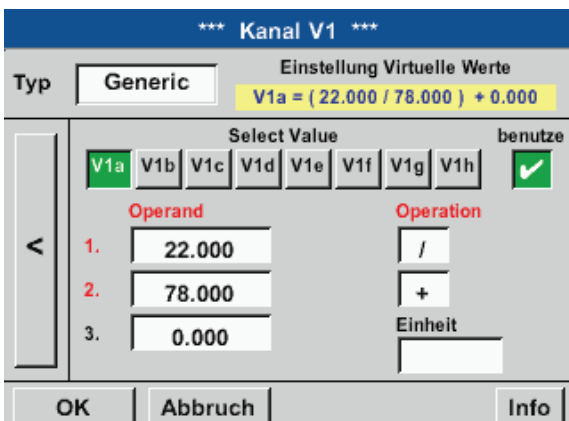 *** Kanal V1 ***
Typ Generic
Einstellung Virtuelle Werte
V1a = ( 22.000 / 78.000 ) + 0.000
Select Value benutze
V1a V1b V1c V1d V1e V1f V1g V1h
Operand Operation
< 1. 22.000 /
2. 78.000 +
3. 0.000 Einheit
OK Abbruch Info